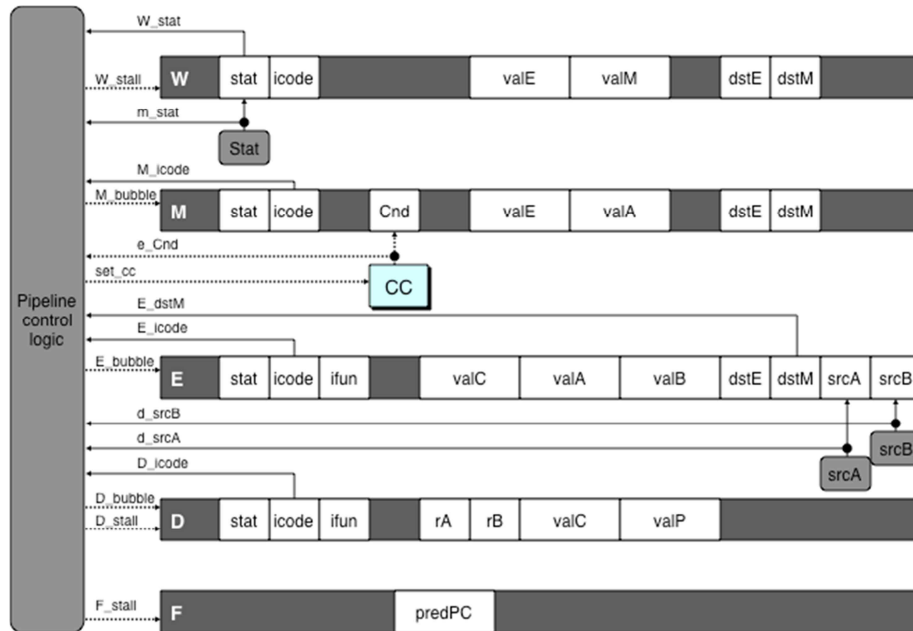 W_stat
W_stall
W stat icode valE valM dstE dstM
m_stat
Stat
M_icode
M_bubble
M stat icode Cnd valE valA dstE dstM
e_Cnd
set_cc
CC
Pipeline
control
logic
E_dstM
E_icode
E_bubble
E stat icode ifun valC valA valB dstE dstM srcA srcB
d_srcB
d_srcA
srcB
srcA
D_icode
D_bubble
D_stall
D stat icode ifun rA rB valC valP
F_stall
F predPC